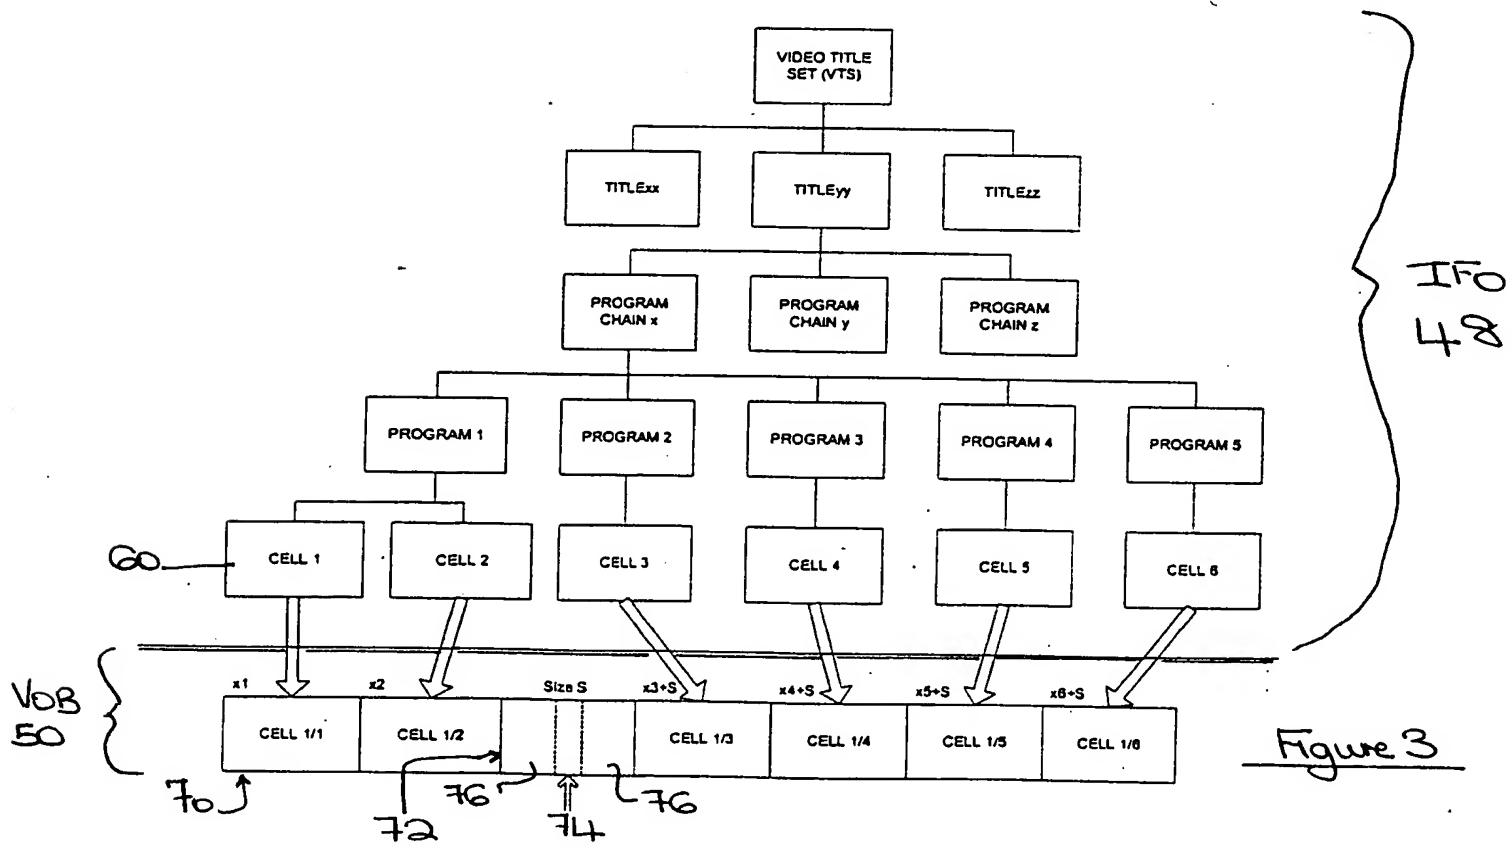 VIDEO TITLE
SET (VTS)
TITLExx
TITLEyy
TITLEzz
IFO
48
PROGRAM
CHAIN x
PROGRAM
CHAIN y
PROGRAM
CHAIN z
PROGRAM 1
PROGRAM 2
PROGRAM 3
PROGRAM 4
PROGRAM 5
60
CELL 1
CELL 2
CELL 3
CELL 4
CELL 5
CELL 6
VOB
50
x1
x2
Size S
x3+S
x4+S
x5+S
x6+S
CELL 1/1
CELL 1/2
CELL 1/3
CELL 1/4
CELL 1/5
CELL 1/6
Figure 3
70
72
76
74
76